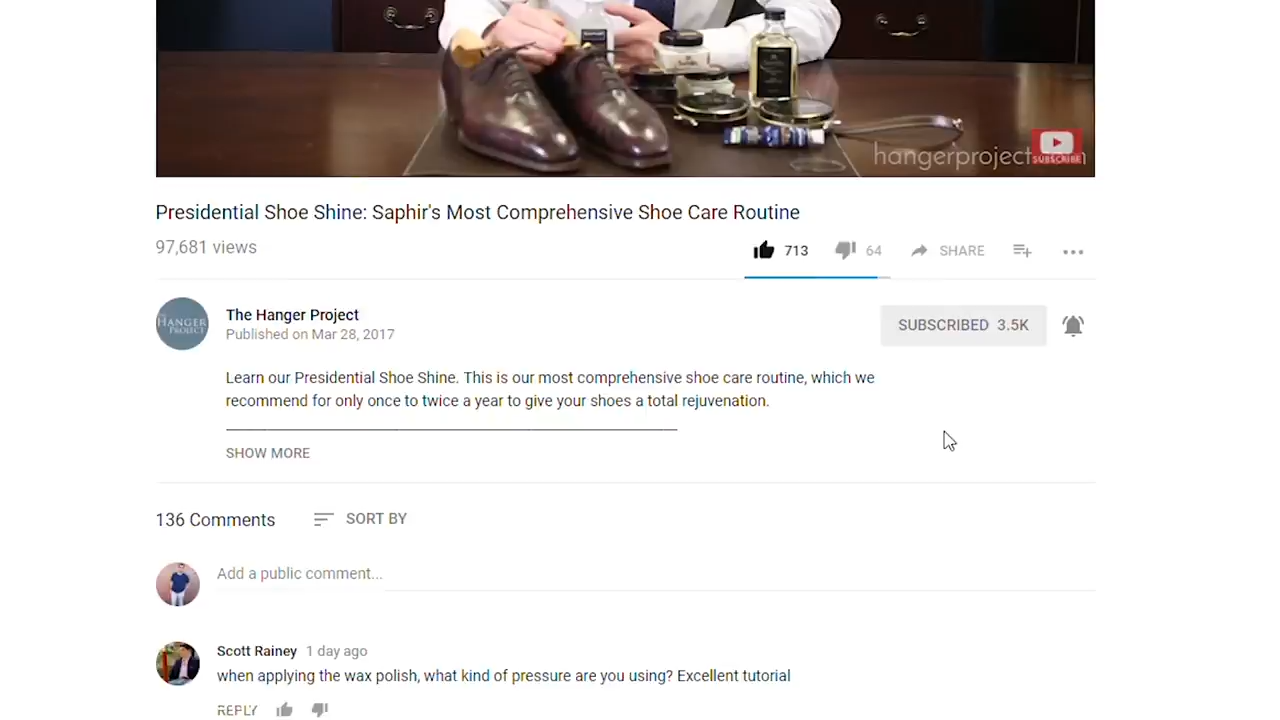 hangerproject
SUBSCRIBE
Presidential Shoe Shine: Saphir's Most Comprehensive Shoe Care Routine
97,681 views
713
64
SHARE
HANGER
PROJECT
The Hanger Project
Published on Mar 28, 2017
SUBSCRIBED 3.5K
Learn our Presidential Shoe Shine. This is our most comprehensive shoe care routine, which we
recommend for only once to twice a year to give your shoes a total rejuvenation.
SHOW MORE
136 Comments
SORT BY
Add a public comment...
Scott Rainey 1 day ago
when applying the wax polish, what kind of pressure are you using? Excellent tutorial
REPLY